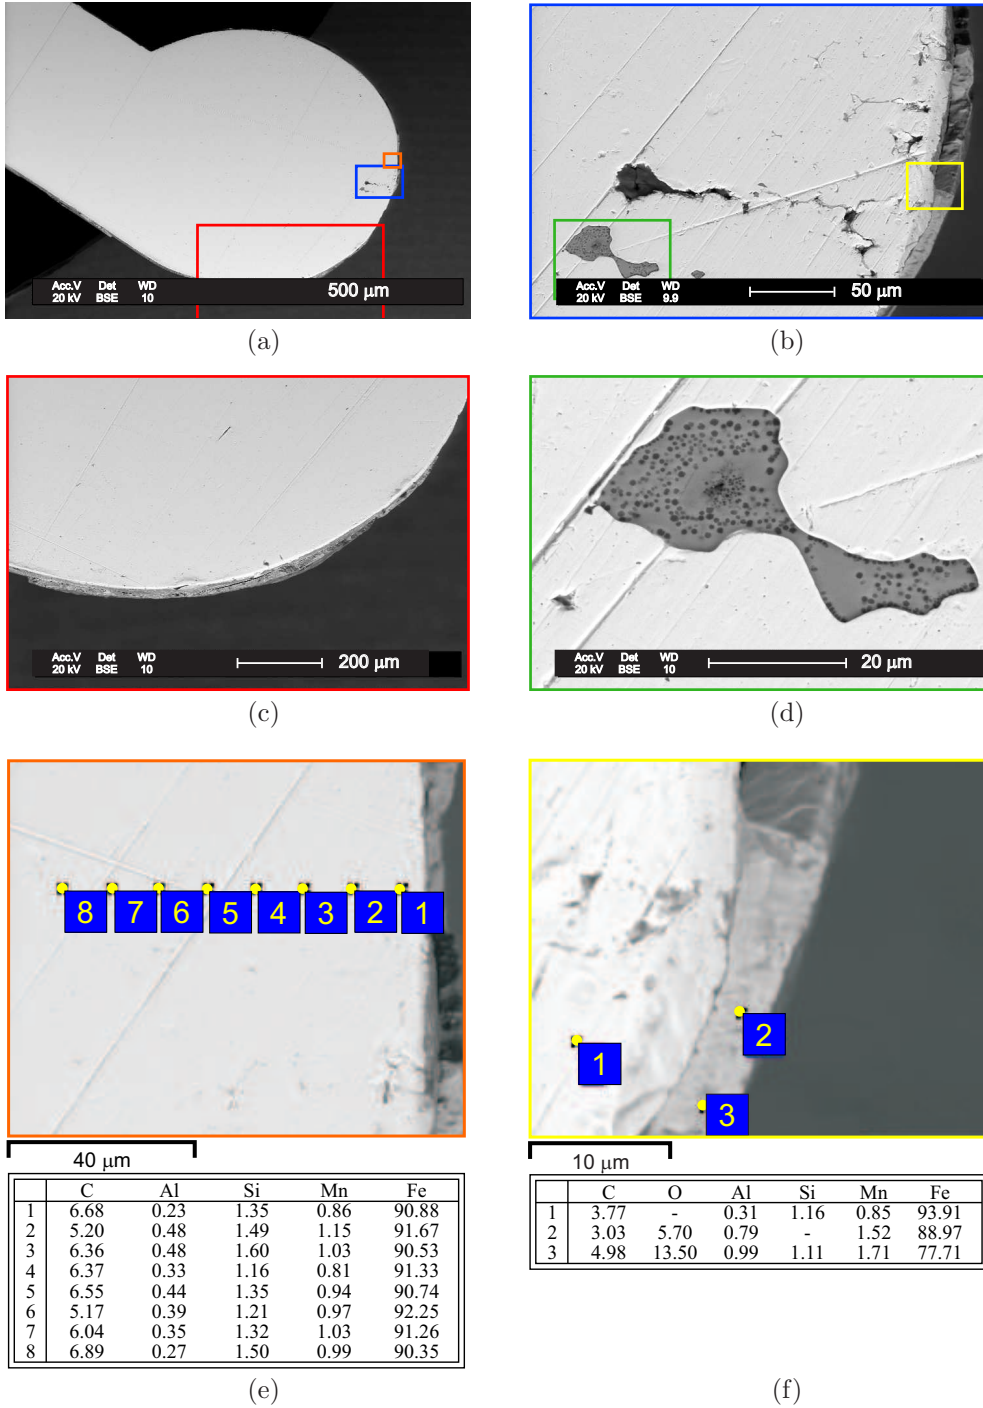 Acc.V Det WD
20 kV BSE 10 500 µm
(a)
Acc.V Det WD
20 kV BSE 9.9 50 µm
(b)
Acc.V Det WD
20 kV BSE 10 200 µm
(c)
Acc.V Det WD
20 kV BSE 10 20 µm
(d)
8 7 6 5 4 3 2 1
40 µm
C Al Si Mn Fe
1 6.68 0.23 1.35 0.86 90.88
2 5.20 0.48 1.49 1.15 91.67
3 6.36 0.48 1.60 1.03 90.53
4 6.37 0.33 1.16 0.81 91.33
5 6.55 0.44 1.35 0.94 90.74
6 5.17 0.39 1.21 0.97 92.25
7 6.04 0.35 1.32 1.03 91.26
8 6.89 0.27 1.50 0.99 90.35
(e)
2
1
3
10 µm
C O Al Si Mn Fe
1 3.77 - 0.31 1.16 0.85 93.91
2 3.03 5.70 0.79 - 1.52 88.97
3 4.98 13.50 0.99 1.11 1.71 77.71
(f)